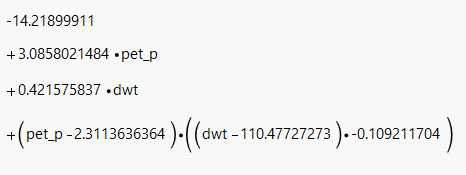 -14.21899911
+3.0858021484•pet_p
+0.421575837•dwt
+(pet_p-2.3113636364)•((dwt-110.47727273)•-0.109211704)